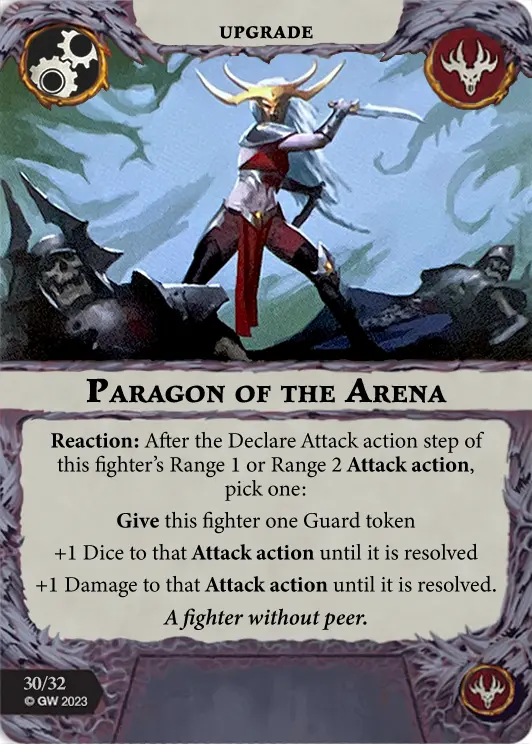 UPGRADE
PARAGON OF THE ARENA
Reaction: After the Declare Attack action step of
this fighter's Range 1 or Range 2 Attack action,
pick one:
Give this fighter one Guard token
+1 Dice to that Attack action until it is resolved
+1 Damage to that Attack action until it is resolved.
A fighter without peer.
30/32
© GW 2023